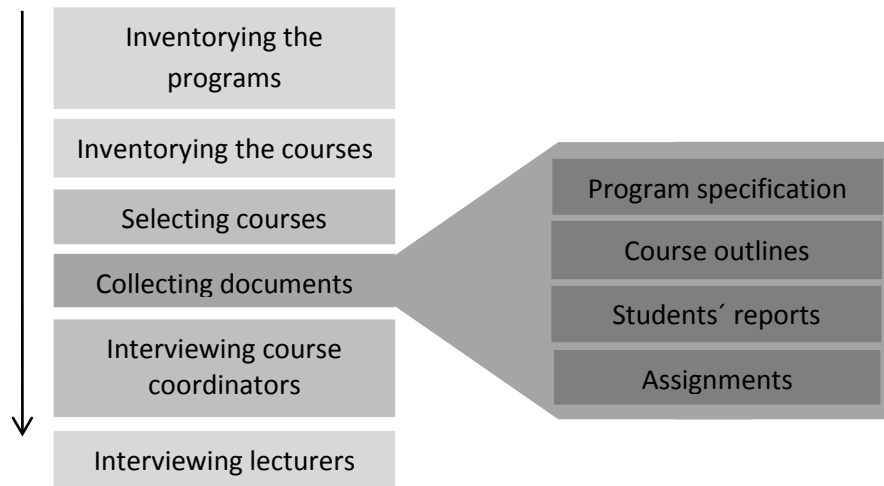 Inventorying the
programs
Inventorying the courses
Selecting courses
Collecting documents
Interviewing course
coordinators
Interviewing lecturers
Program specification
Course outlines
Students´ reports
Assignments